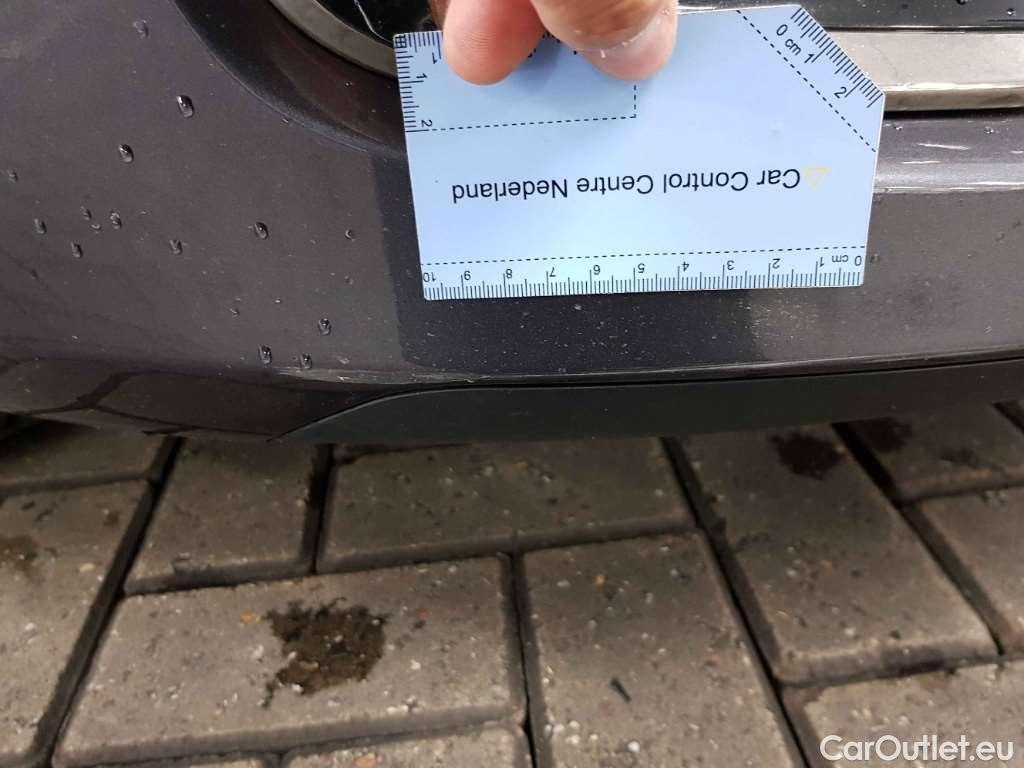 0 cm 1 2
1
1
2
Car Control Centre Nederland
10 9 8 7 6 5 4 3 2 1 cm 0
CarOutlet.eu